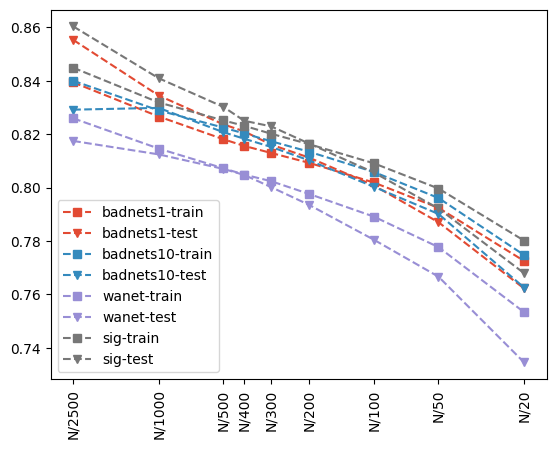 0.86
0.84
0.82
0.80
0.78
0.76
0.74
badnets1-train
badnets1-test
badnets10-train
badnets10-test
wanet-train
wanet-test
sig-train
sig-test
N/2500
N/1000
N/500
N/400
N/300
N/200
N/100
N/50
N/20